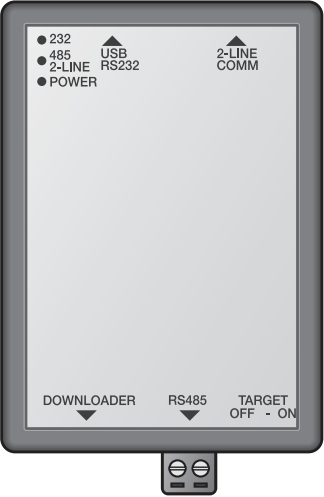 232
485
2-LINE
POWER
USB
RS232
2-LINE
COMM
DOWNLOADER
RS485
TARGET
OFF - ON